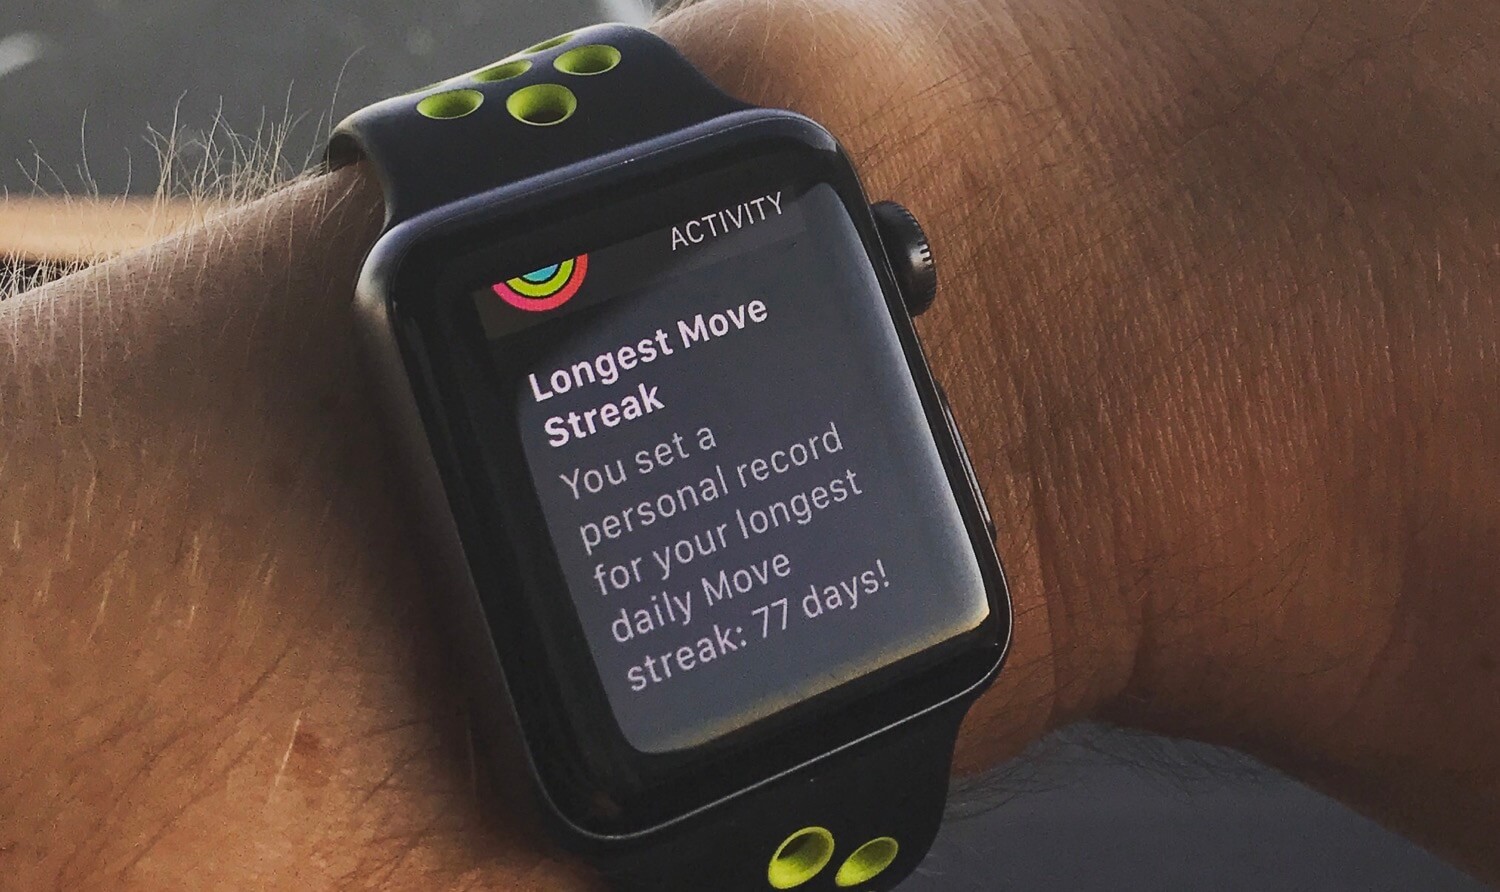 ACTIVITY
Longest Move
Streak
You set a
personal record
for your longest
daily Move
streak: 77 days!